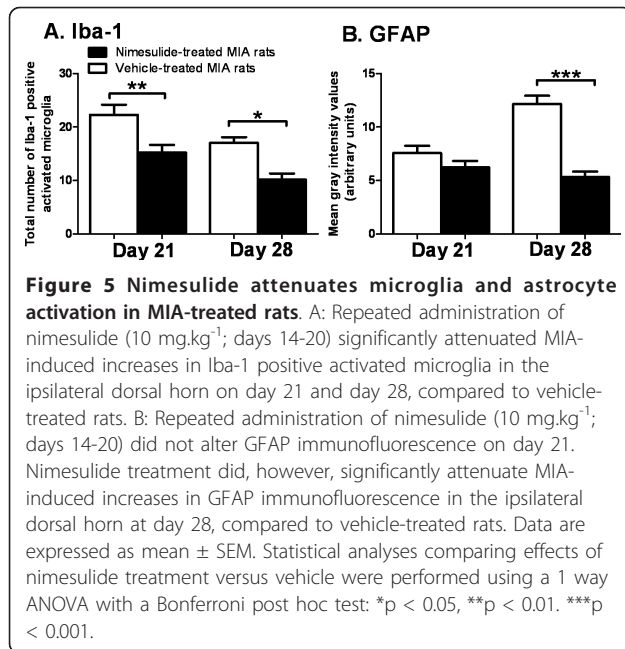 A. Iba-1
B. GFAP
Nimesulide-treated MIA rats
Vehicle-treated MIA rats
Total number of Iba-1 positive
activated microglia
30
20
10
0
**
*
Day 21
Day 28
Mean gray intensity values
(arbitrary units)
15
10
5
0
***
Day 21
Day 28
Figure 5 Nimesulide attenuates microglia and astrocyte
activation in MIA-treated rats. A: Repeated administration of
nimesulide (10 mg.kg⁻¹; days 14-20) significantly attenuated MIA-
induced increases in Iba-1 positive activated microglia in the
ipsilateral dorsal horn on day 21 and day 28, compared to vehicle-
treated rats. B: Repeated administration of nimesulide (10 mg.kg⁻¹;
days 14-20) did not alter GFAP immunofluorescence on day 21.
Nimesulide treatment did, however, significantly attenuate MIA-
induced increases in GFAP immunofluorescence in the ipsilateral
dorsal horn at day 28, compared to vehicle-treated rats. Data are
expressed as mean ± SEM. Statistical analyses comparing effects of
nimesulide treatment versus vehicle were performed using a 1 way
ANOVA with a Bonferroni post hoc test: *p < 0.05, **p < 0.01. ***p
< 0.001.